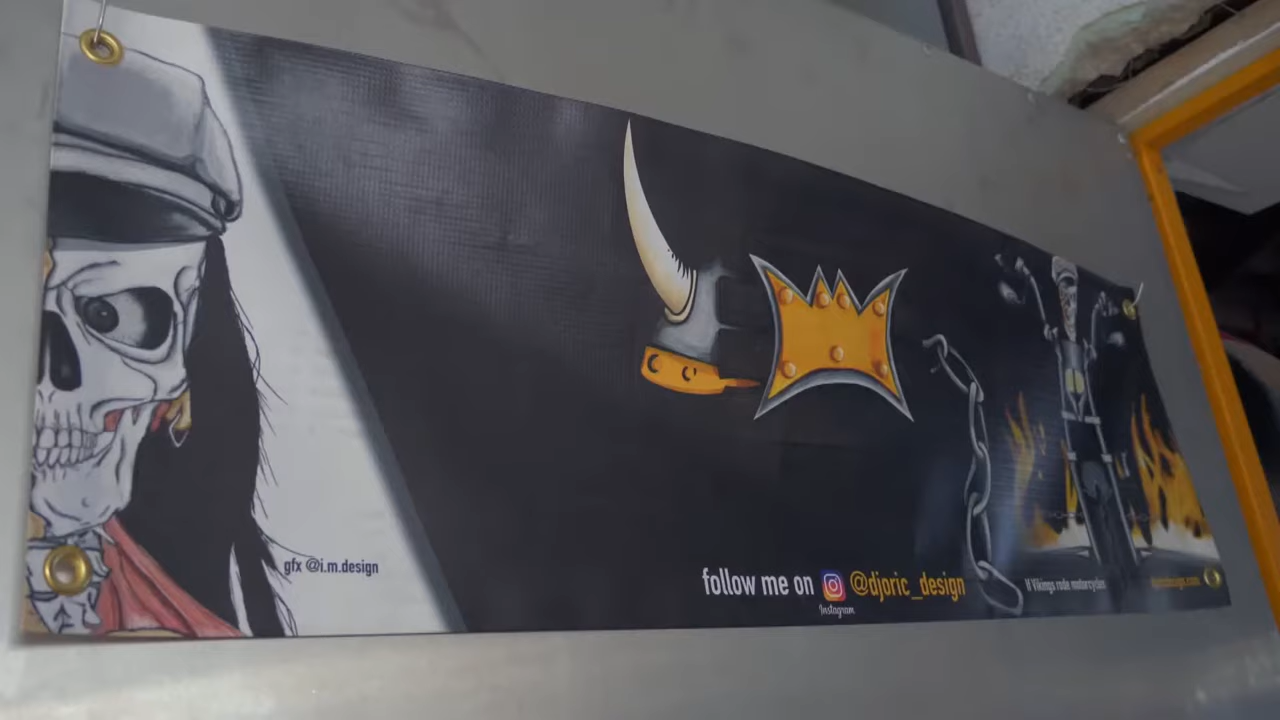 gfx @i.m.design
follow me on @djoric_design
Instagram
If Vikings rode motorcycles